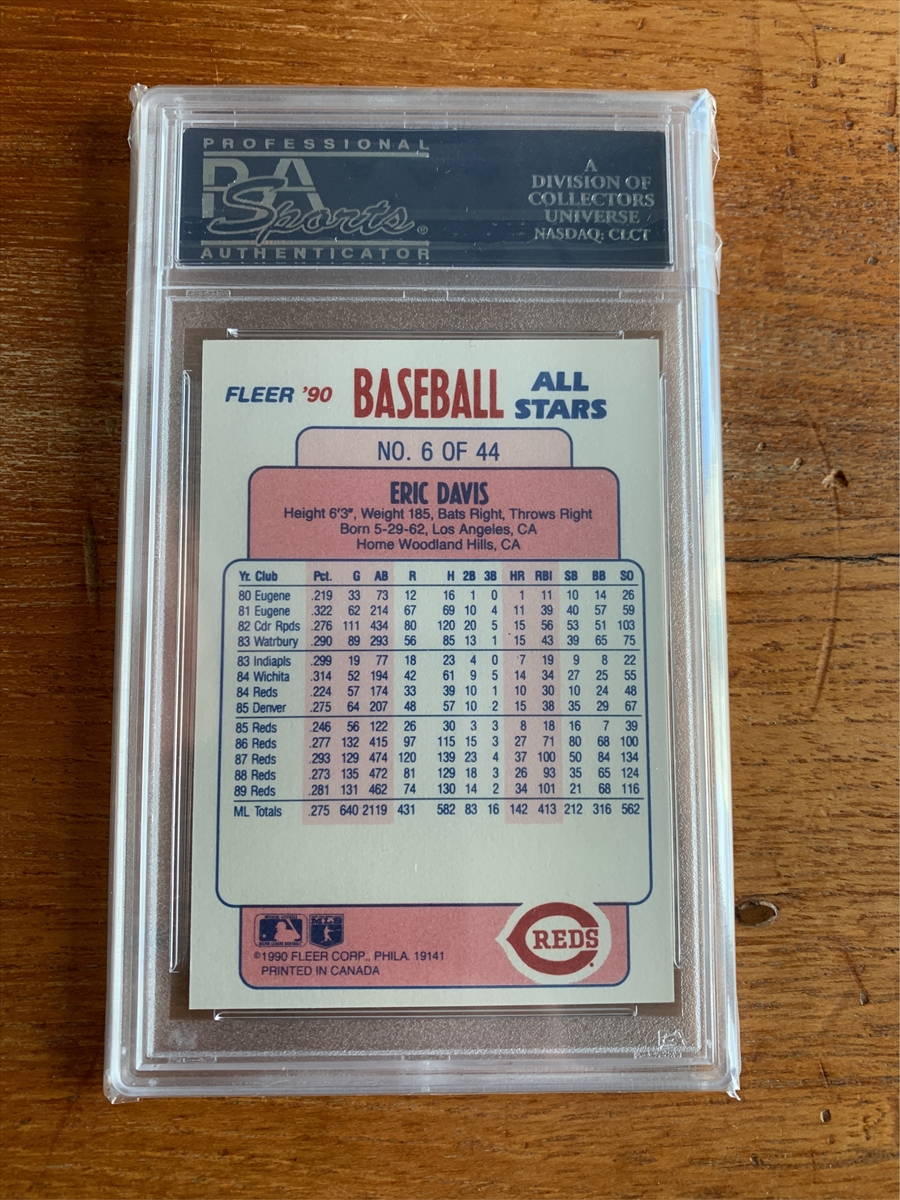 PROFESSIONAL
PSA
Sports®
AUTHENTICATOR
A
DIVISION OF
COLLECTORS
UNIVERSE
NASDAQ: CLCT
FLEER '90 BASEBALL ALL STARS
NO. 6 OF 44
ERIC DAVIS
Height 6'3", Weight 185, Bats Right, Throws Right
Born 5-29-62, Los Angeles, CA
Home Woodland Hills, CA
Yr. Club Pct. G AB R H 2B 3B HR RBI SB BB SO
80 Eugene .219 33 73 12 16 1 0 1 11 10 14 26
81 Eugene .322 62 214 67 69 10 4 11 39 40 57 59
82 Cdr Rpds .276 111 434 80 120 20 5 15 56 53 51 103
83 Watrbury .290 89 293 56 85 13 1 15 43 39 65 75
83 Indiapls .299 19 77 18 23 4 0 7 19 9 8 22
84 Wichita .314 52 194 42 61 9 5 14 34 27 25 55
84 Reds .224 57 174 33 39 10 1 10 30 10 24 48
85 Denver .275 64 207 48 57 10 2 15 38 35 29 67
85 Reds .246 56 122 26 30 3 3 8 18 16 7 39
86 Reds .277 132 415 97 115 15 3 27 71 80 68 100
87 Reds .293 129 474 120 139 23 4 37 100 50 84 134
88 Reds .273 135 472 81 129 18 3 26 93 35 65 124
89 Reds .281 131 462 74 130 14 2 34 101 21 68 116
ML Totals .275 640 2119 431 582 83 16 142 413 212 316 562
REDS
©1990 FLEER CORP., PHILA. 19141
PRINTED IN CANADA